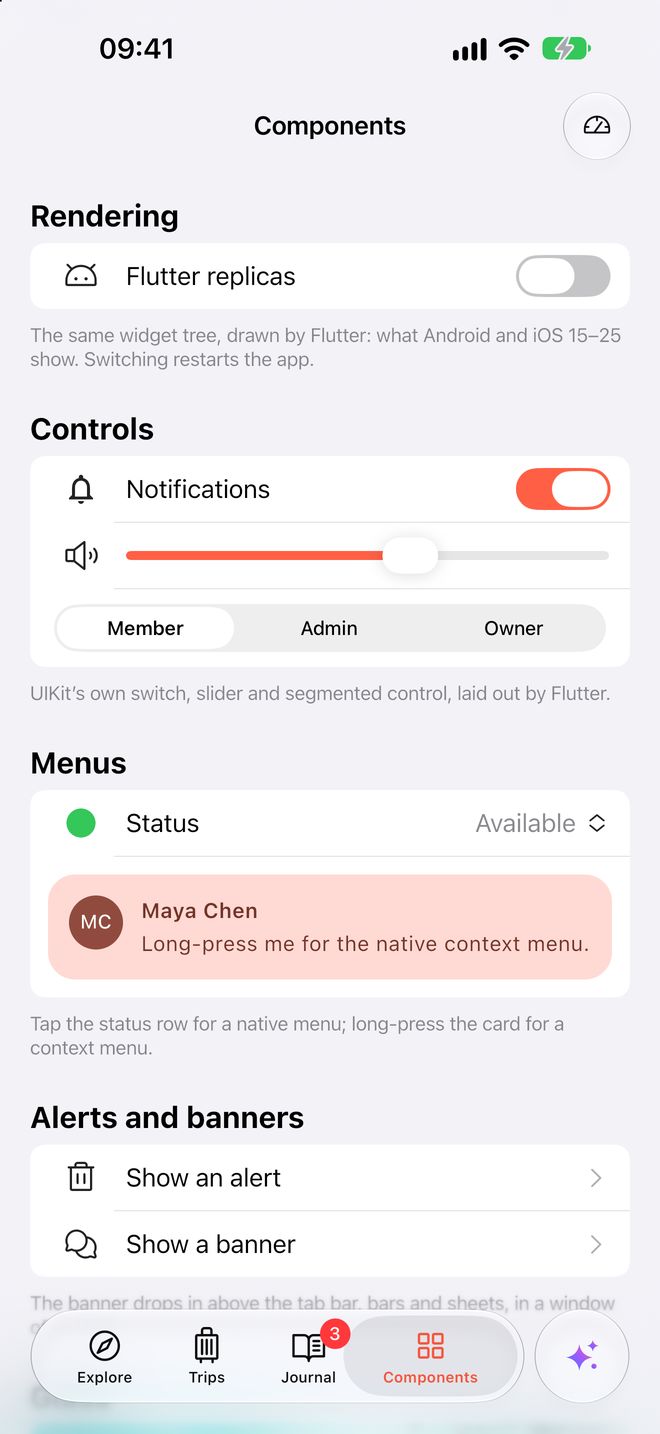 09:41
Components
Rendering
Flutter replicas
The same widget tree, drawn by Flutter: what Android and iOS 15–25
show. Switching restarts the app.
Controls
Notifications
Member Admin Owner
UIKit’s own switch, slider and segmented control, laid out by Flutter.
Menus
Status Available
MC
Maya Chen
Long-press me for the native context menu.
Tap the status row for a native menu; long-press the card for a
context menu.
Alerts and banners
Show an alert
Show a banner
The banner drops in above the tab bar, bars and sheets, in a window
3
Explore Trips Journal Components